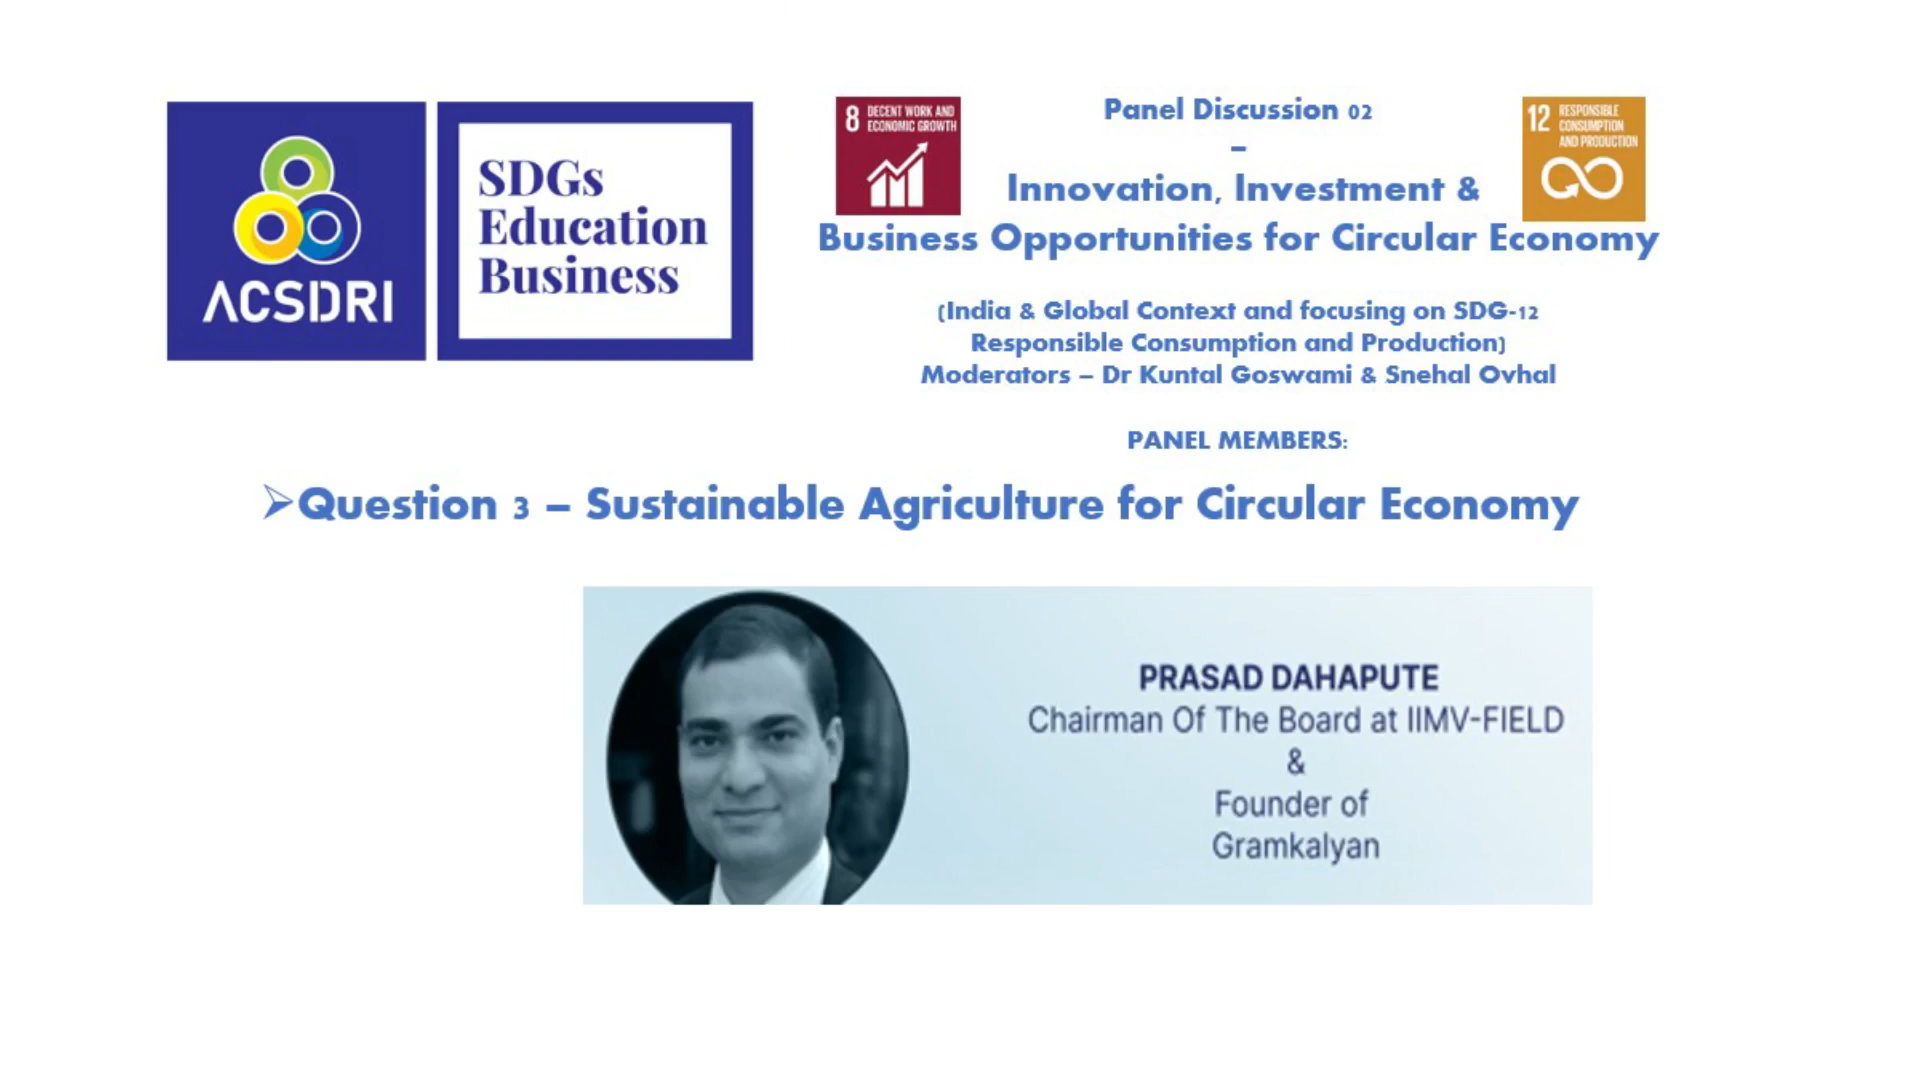 ACSDRI
SDGs
Education
Business
8 DECENT WORK AND
ECONOMIC GROWTH
Panel Discussion 02
–
Innovation, Investment &
Business Opportunities for Circular Economy
12 RESPONSIBLE
CONSUMPTION
AND PRODUCTION
(India & Global Context and focusing on SDG-12
Responsible Consumption and Production)
Moderators – Dr Kuntal Goswami & Snehal Ovhal
PANEL MEMBERS:
➢Question 3 – Sustainable Agriculture for Circular Economy
PRASAD DAHAPUTE
Chairman Of The Board at IIMV-FIELD
&
Founder of
Gramkalyan